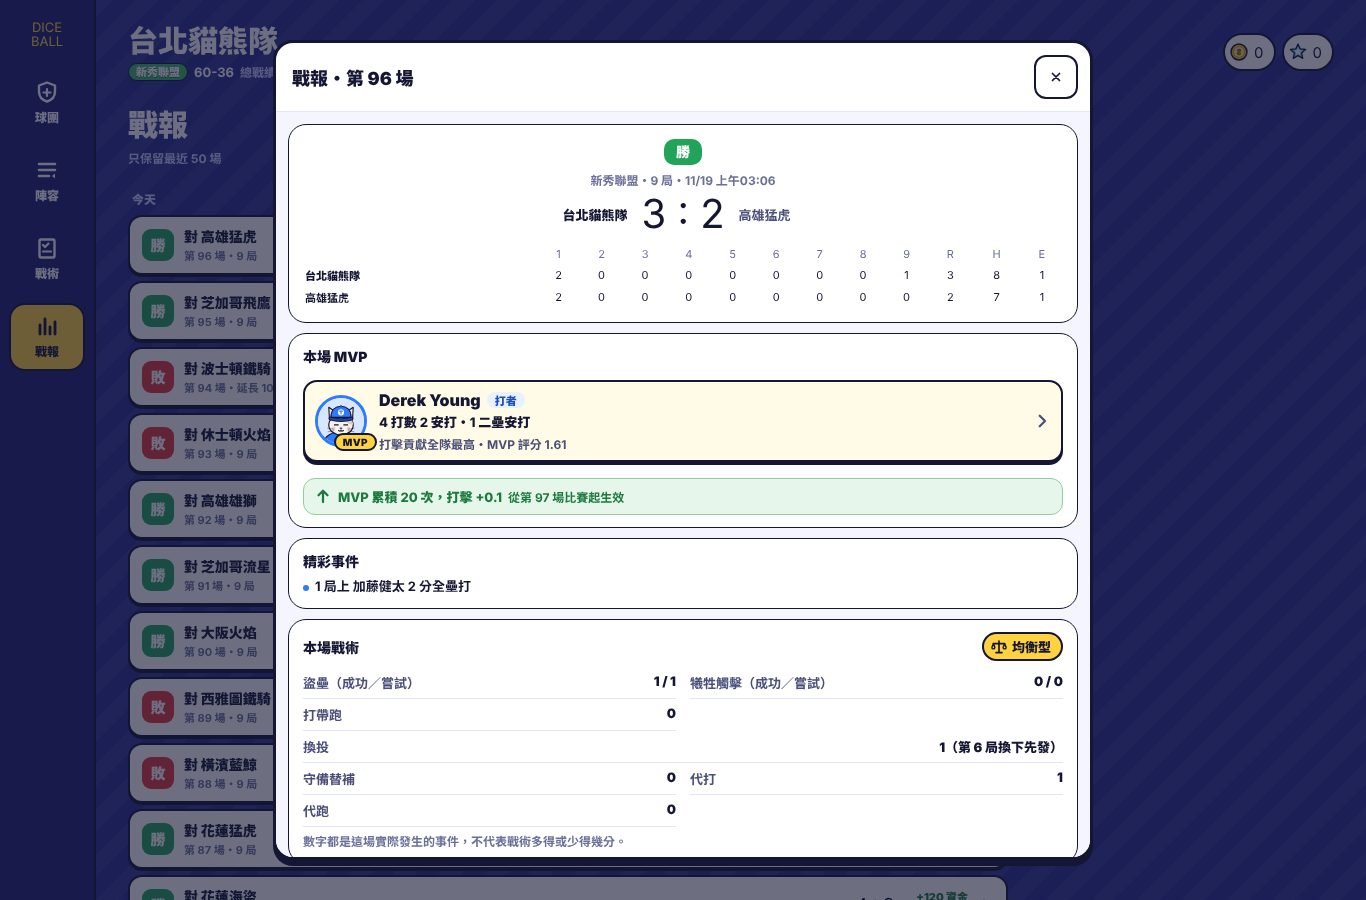 DICE
BALL
球團
陣容
戰術
戰報
台北貓熊隊
新秀聯盟 60-36 總戰績
0 0
戰報
只保留最近 50 場
今天
勝 對 高雄猛虎
第 96 場・9 局
勝 對 芝加哥飛鷹
第 95 場・9 局
敗 對 波士頓鐵騎
第 94 場・延長 10
敗 對 休士頓火焰
第 93 場・9 局
勝 對 高雄雄獅
第 92 場・9 局
勝 對 芝加哥流星
第 91 場・9 局
勝 對 大阪火焰
第 90 場・9 局
敗 對 西雅圖鐵騎
第 89 場・9 局
敗 對 橫濱藍鯨
第 88 場・9 局
勝 對 花蓮猛虎
第 87 場・9 局
勝 對 花蓮海盜
+120 資金
戰報・第 96 場
×
勝
新秀聯盟・9 局・11/19 上午03:06
台北貓熊隊 3 : 2 高雄猛虎
1 2 3 4 5 6 7 8 9 R H E
台北貓熊隊 2 0 0 0 0 0 0 0 1 3 8 1
高雄猛虎 2 0 0 0 0 0 0 0 0 2 7 1
本場 MVP
Derek Young 打者
4 打數 2 安打・1 二壘安打
MVP 打擊貢獻全隊最高・MVP 評分 1.61
MVP 累積 20 次，打擊 +0.1 從第 97 場比賽起生效
精彩事件
1 局上 加藤健太 2 分全壘打
本場戰術 均衡型
盜壘（成功／嘗試） 1 / 1 犧牲觸擊（成功／嘗試） 0 / 0
打帶跑 0
換投 1（第 6 局換下先發）
守備替補 0 代打 1
代跑 0
數字都是這場實際發生的事件，不代表戰術多得或少得幾分。